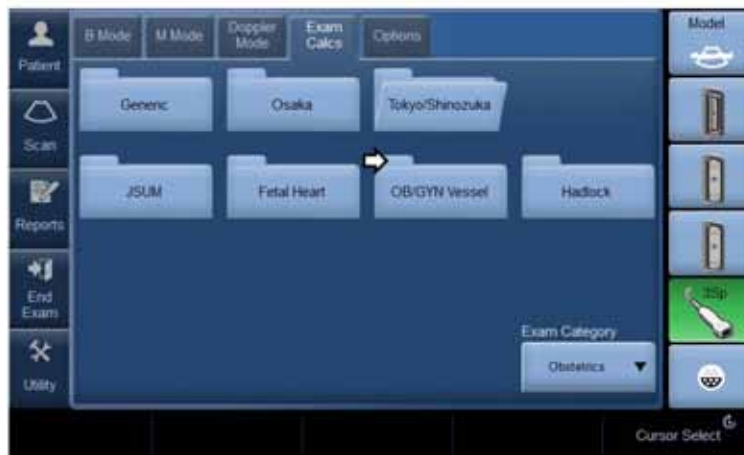 Patient
Scan
Reports
End
Exam
Utility
B Mode
M Mode
Doppler
Mode
Exam
Calcs
Options
Generic
Osaka
Tokyo/Shinozuka
JSUM
Fetal Heart
OB/GYN Vessel
Hadlock
Exam Category
Obstetrics
Model
3Sp
Cursor Select